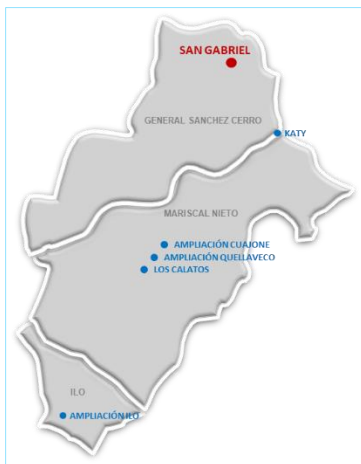 SAN GABRIEL
GENERAL SANCHEZ CERRO
KATY
MARISCAL NIETO
AMPLIACIÓN CUAJONE
AMPLIACIÓN QUELLAVECO
LOS CALATOS
ILO
AMPLIACIÓN ILO